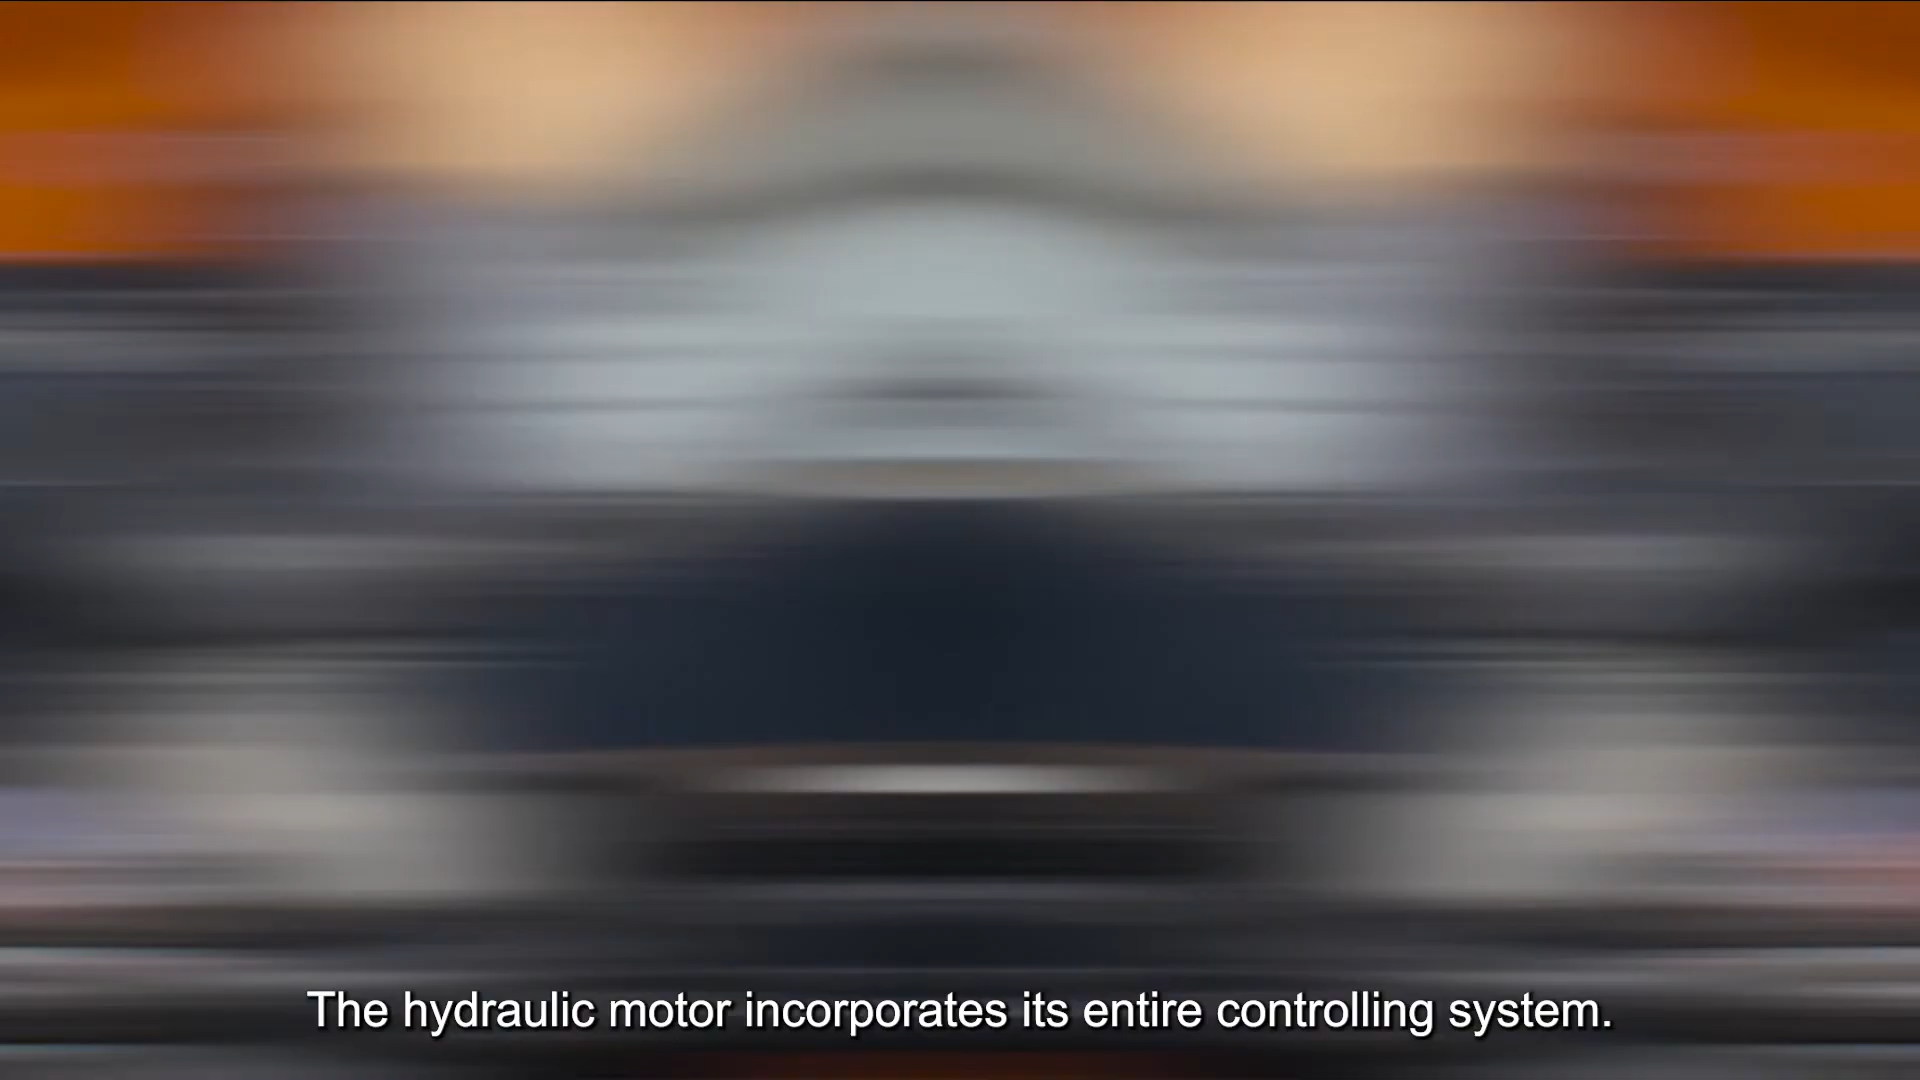 The hydraulic motor incorporates its entire controlling system.